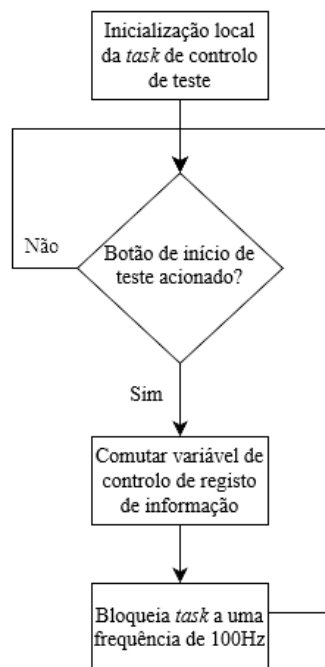 Inicialização local
da task de controlo
de teste
Não
Botão de início de
teste acionado?
Sim
Comutar variável de
controlo de registo
de informação
Bloqueia task a uma
frequência de 100Hz